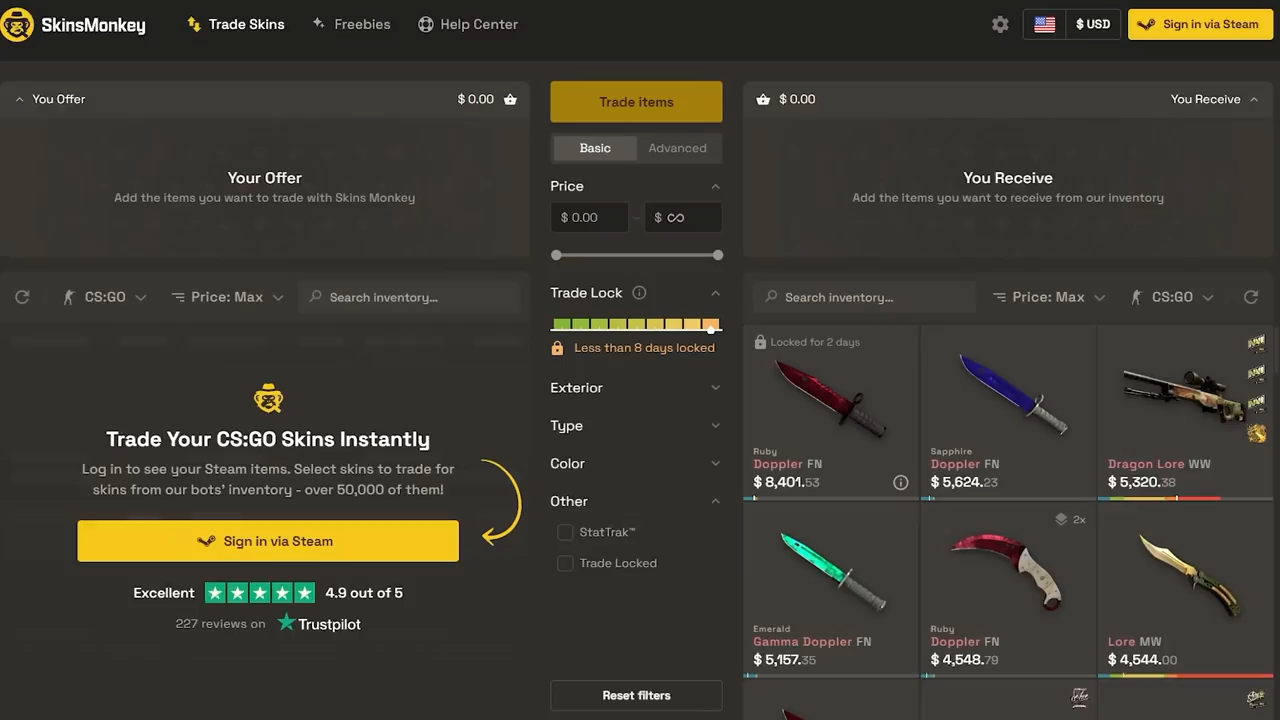 SkinsMonkey
Trade Skins
Freebies
Help Center
$ USD
Sign in via Steam
You Offer
$ 0.00
Your Offer
Add the items you want to trade with Skins Monkey
CS:GO
Price: Max
Search inventory...
Trade Your CS:GO Skins Instantly
Log in to see your Steam items. Select skins to trade for
skins from our bots' inventory - over 50,000 of them!
Sign in via Steam
Excellent
4.9 out of 5
227 reviews on
Trustpilot
Trade items
Basic
Advanced
Price
$ 0.00
–
$ ∞
Trade Lock
Less than 8 days locked
Exterior
Type
Color
Other
StatTrak™
Trade Locked
Reset filters
$ 0.00
You Receive
You Receive
Add the items you want to receive from our inventory
Search inventory...
Price: Max
CS:GO
Locked for 2 days
Ruby
Doppler FN
$ 8,401.53
Sapphire
Doppler FN
$ 5,624.23
Dragon Lore WW
$ 5,320.38
Emerald
Gamma Doppler FN
$ 5,157.35
2x
Ruby
Doppler FN
$ 4,548.79
Lore MW
$ 4,544.00